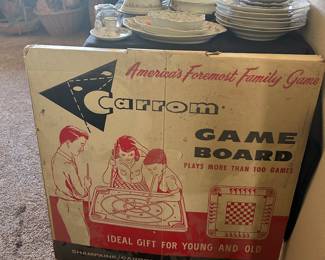 America's Foremost Family Game
Carrom
GAME
BOARD
PLAYS MORE THAN 100 GAMES
IDEAL GIFT FOR YOUNG AND OLD